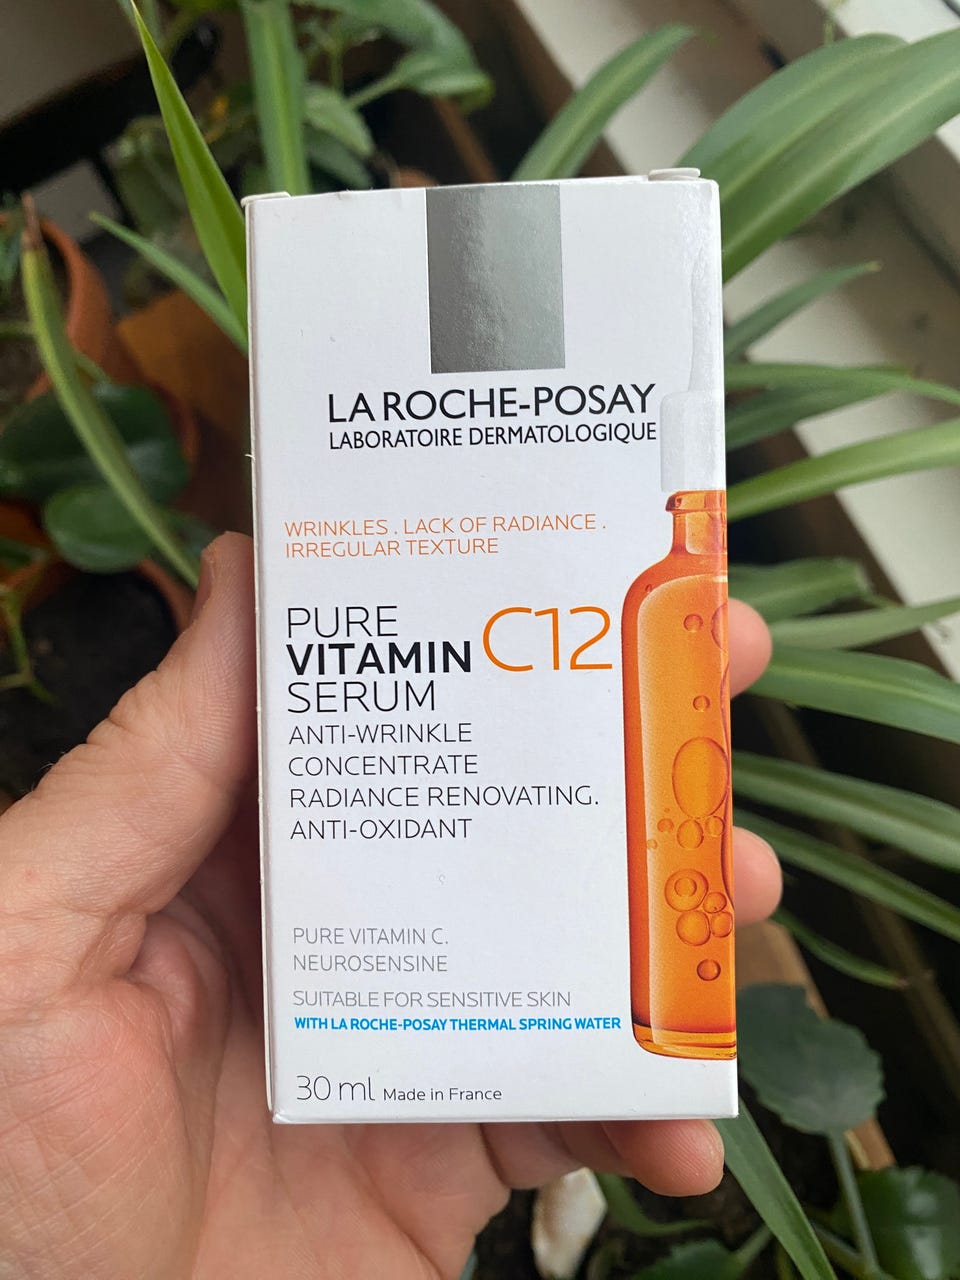 LA ROCHE-POSAY
LABORATOIRE DERMATOLOGIQUE
WRINKLES . LACK OF RADIANCE .
IRREGULAR TEXTURE
PURE
VITAMIN C12
SERUM
ANTI-WRINKLE
CONCENTRATE
RADIANCE RENOVATING.
ANTI-OXIDANT
PURE VITAMIN C.
NEUROSENSINE
SUITABLE FOR SENSITIVE SKIN
WITH LA ROCHE-POSAY THERMAL SPRING WATER
30 ml Made in France